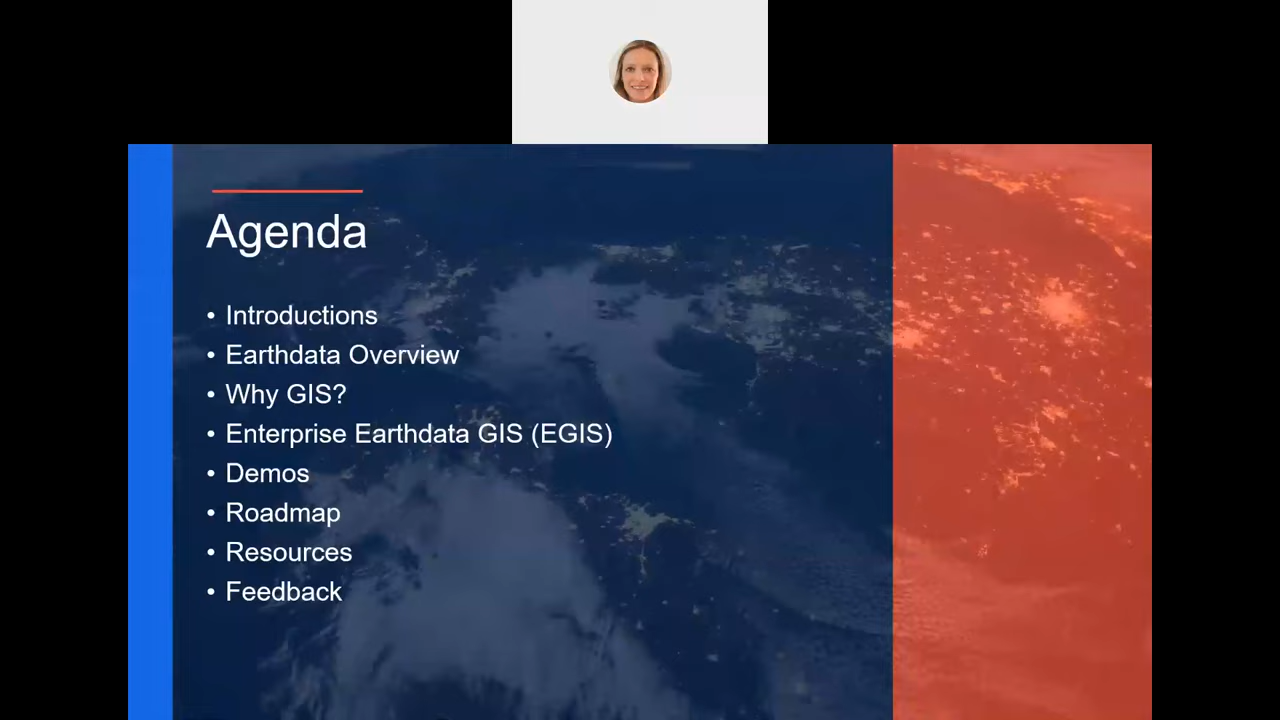 Agenda
• Introductions
• Earthdata Overview
• Why GIS?
• Enterprise Earthdata GIS (EGIS)
• Demos
• Roadmap
• Resources
• Feedback